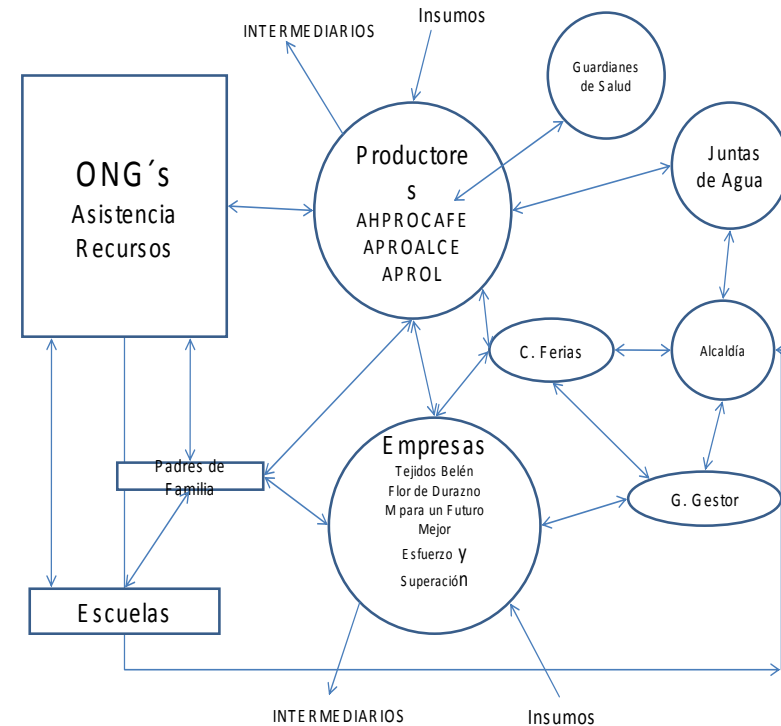 Insumos
INTERMEDIARIOS
Guardianes
de Salud
ONG´s
Asistencia
Recursos
Productore
s
AHPROCAFE
APROALCE
APROL
Juntas
de Agua
C. Ferias
Alcaldía
Padres de
Familia
Empresas
Tejidos Belén
Flor de Durazno
M para un Futuro
Mejor
Esfuerzo y
Superación
G. Gestor
Escuelas
INTERMEDIARIOS
Insumos